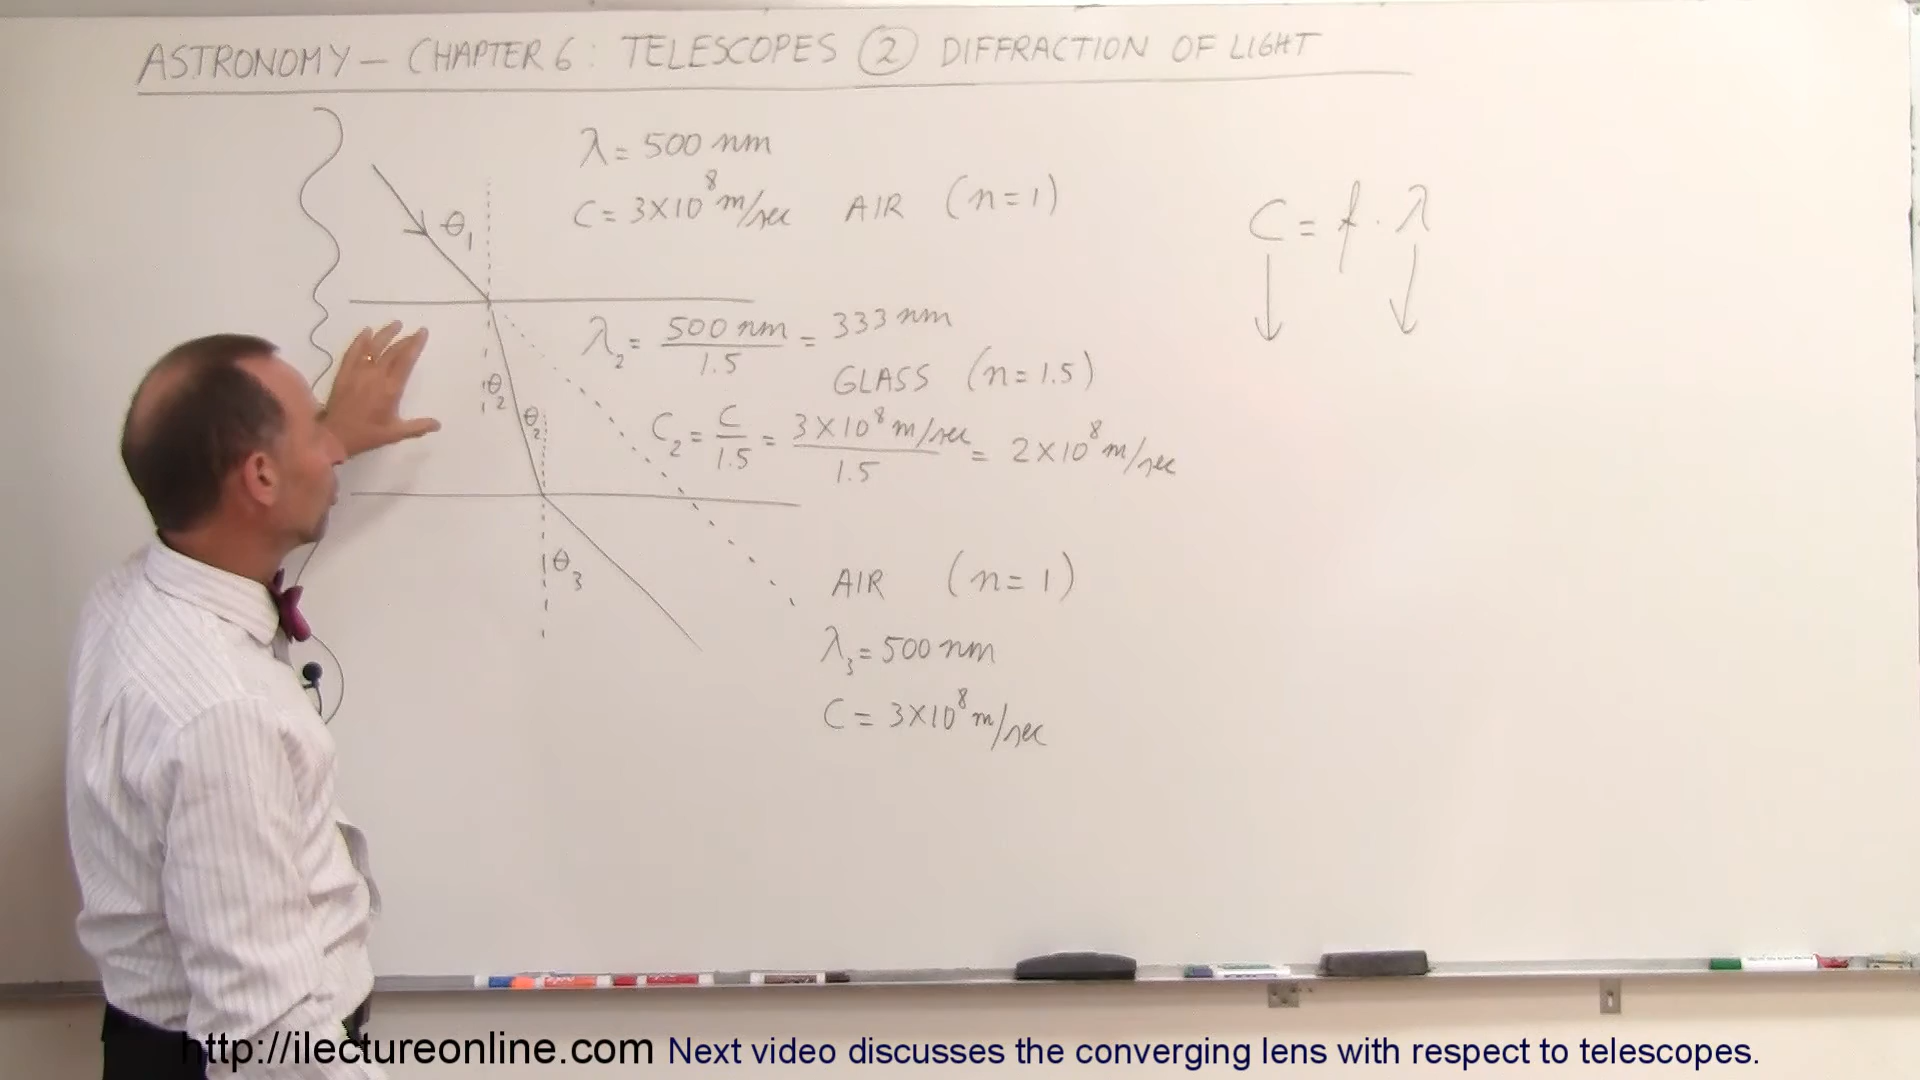 ASTRONOMY – CHAPTER 6 : TELESCOPES ② DIFFRACTION OF LIGHT
λ = 500 nm
C = 3×10⁸ m/sec AIR (n = 1)
θ₁
C = f · λ
λ₂ = 500 nm / 1.5 = 333 nm
GLASS (n = 1.5)
θ₂
θ₂
C₂ = C / 1.5 = 3×10⁸ m/sec / 1.5 = 2×10⁸ m/sec
θ₃
AIR (n = 1)
λ₃ = 500 nm
C = 3×10⁸ m/sec
http://ilectureonline.com Next video discusses the converging lens with respect to telescopes.